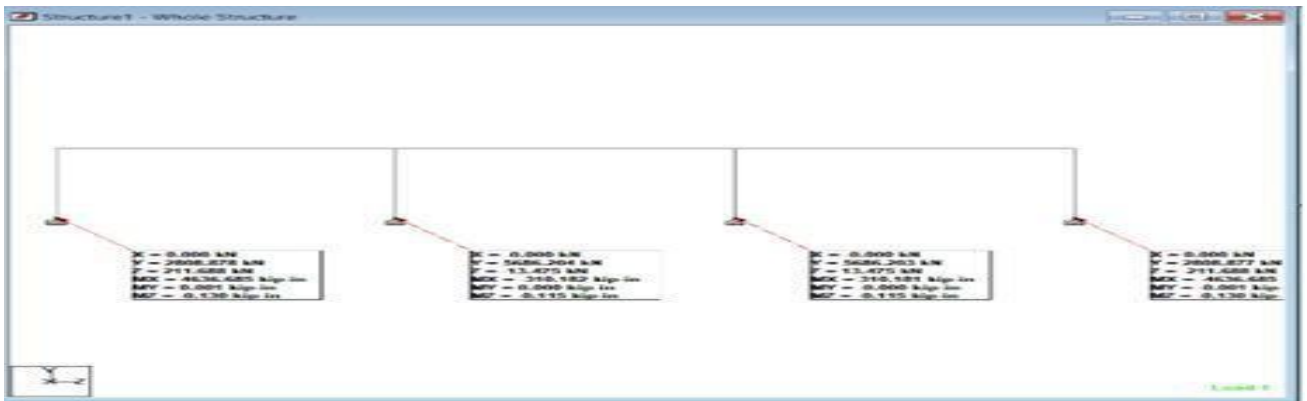 Structure1 - Whole Structure
X = 0.000 kN
Y = 2808.878 kN
Z = 211.688 kN
MX = 4636.685 kip-in
MY = 0.001 kip-in
MZ = 0.130 kip-in
X = 0.000 kN
Y = 5686.204 kN
Z = 13.475 kN
MX = 310.182 kip-in
MY = 0.000 kip-in
MZ = 0.115 kip-in
X = 0.000 kN
Y = 5686.203 kN
Z = 13.475 kN
MX = 310.181 kip-in
MY = 0.000 kip-in
MZ = 0.115 kip-in
X = 0.000 kN
Y = 2808.877 kN
Z = 211.688 kN
MX = 4636.685
MY = 0.001 kip-
MZ = 0.130 kip-
Y
X
Z
Load 1